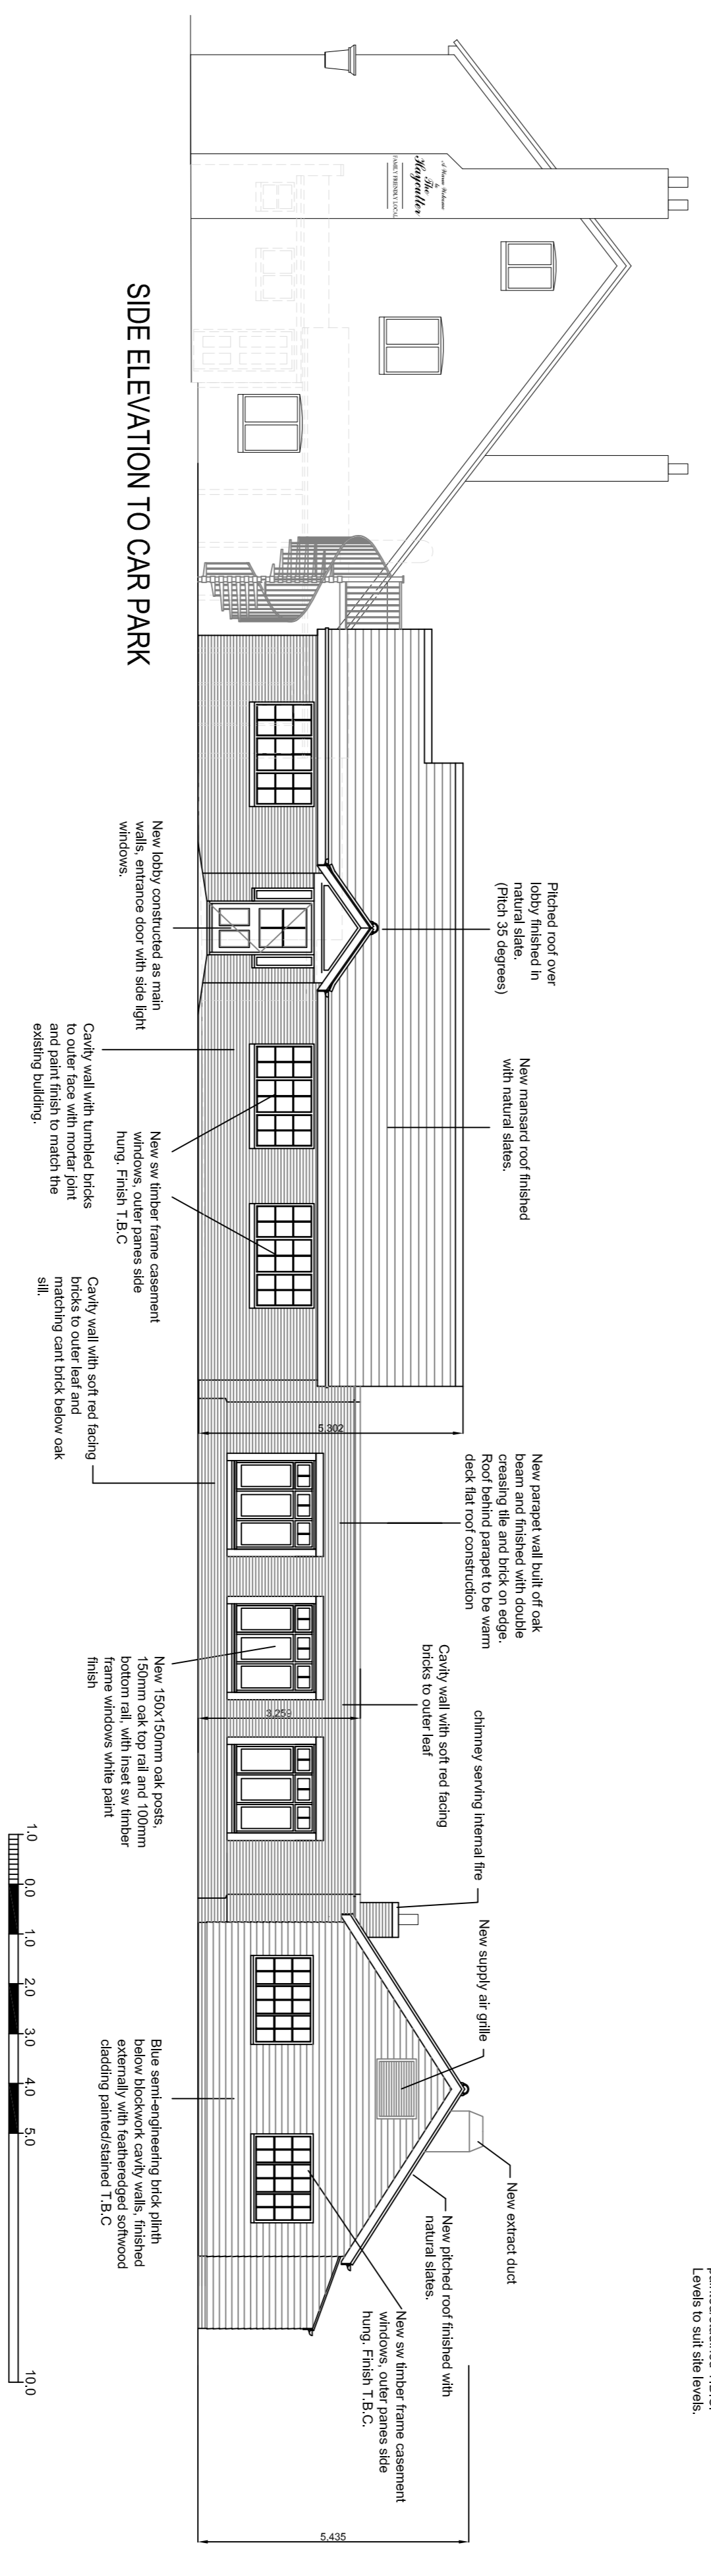 A Warm Welcome
to
The
Haycutter
FAMILY FRIENDLY LOCAL
SIDE ELEVATION TO CAR PARK
Pitched roof over
lobby finished in
natural slate.
(Pitch 35 degrees)
New mansard roof finished
with natural slates.
New lobby constructed as main
walls, entrance door with side light
windows.
Cavity wall with tumbled bricks
to outer face with mortar joint
and paint finish to match the
existing building.
New sw timber frame casement
windows, outer panes side
hung. Finish T.B.C
Cavity wall with soft red facing
bricks to outer leaf and
matching cant brick below oak
sill.
5,302
New parapet wall built off oak
beam and finished with double
creasing tile and brick on edge.
Roof behind parapet to be warm
deck flat roof construction
Cavity wall with soft red facing
bricks to outer leaf
3,259
New 150x150mm oak posts,
150mm oak top rail and 100mm
bottom rail, with inset sw timber
frame windows white paint
finish
chimney serving internal fire
New supply air grille
New extract duct
New pitched roof finished with
natural slates.
New sw timber frame casement
windows, outer panes side
hung. Finish T.B.C.
Blue semi-engineering brick plinth
below blockwork cavity walls, finished
externally with featheredged softwood
cladding painted/stained T.B.C
5,435
Levels to suit site levels.
1.0 0.0 1.0 2.0 3.0 4.0 5.0 10.0